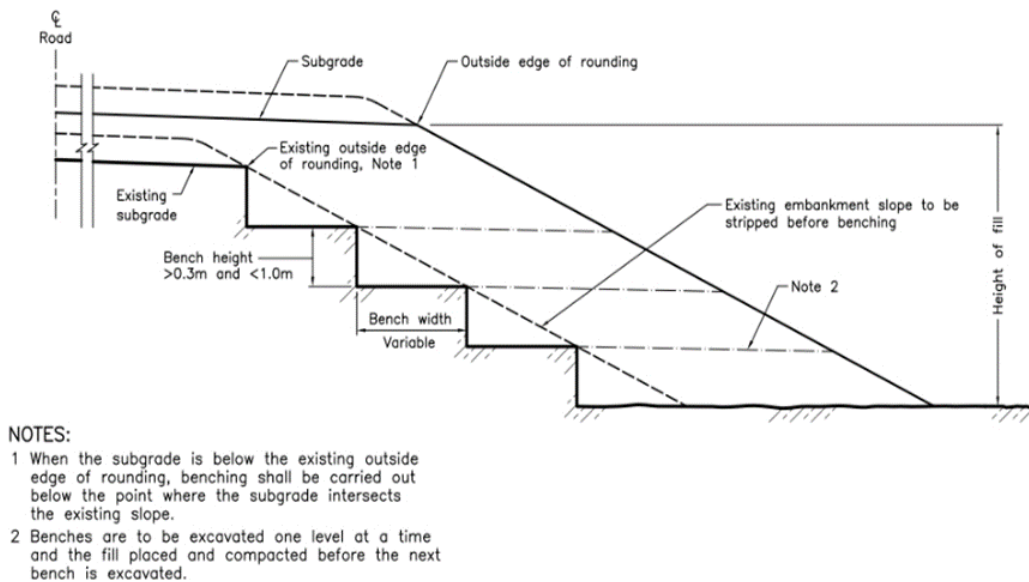 ℄
Road
Subgrade
Outside edge of rounding
Existing outside edge
of rounding, Note 1
Existing
subgrade
Existing embankment slope to be
stripped before benching
Bench height
>0.3m and <1.0m
Note 2
Height of fill
Bench width
Variable
NOTES:
1 When the subgrade is below the existing outside
edge of rounding, benching shall be carried out
below the point where the subgrade intersects
the existing slope.
2 Benches are to be excavated one level at a time
and the fill placed and compacted before the next
bench is excavated.